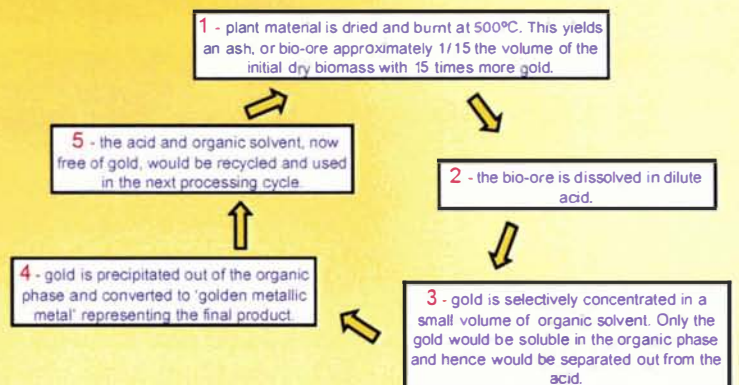 1 - plant material is dried and burnt at 500ºC. This yields
an ash, or bio-ore approximately 1/15 the volume of the
initial dry biomass with 15 times more gold.
2 - the bio-ore is dissolved in dilute
acid.
3 - gold is selectively concentrated in a
small volume of organic solvent. Only the
gold would be soluble in the organic phase
and hence would be separated out from the
acid.
4 - gold is precipitated out of the organic
phase and converted to 'golden metallic
metal' representing the final product.
5 - the acid and organic solvent, now
free of gold, would be recycled and used
in the next processing cycle.